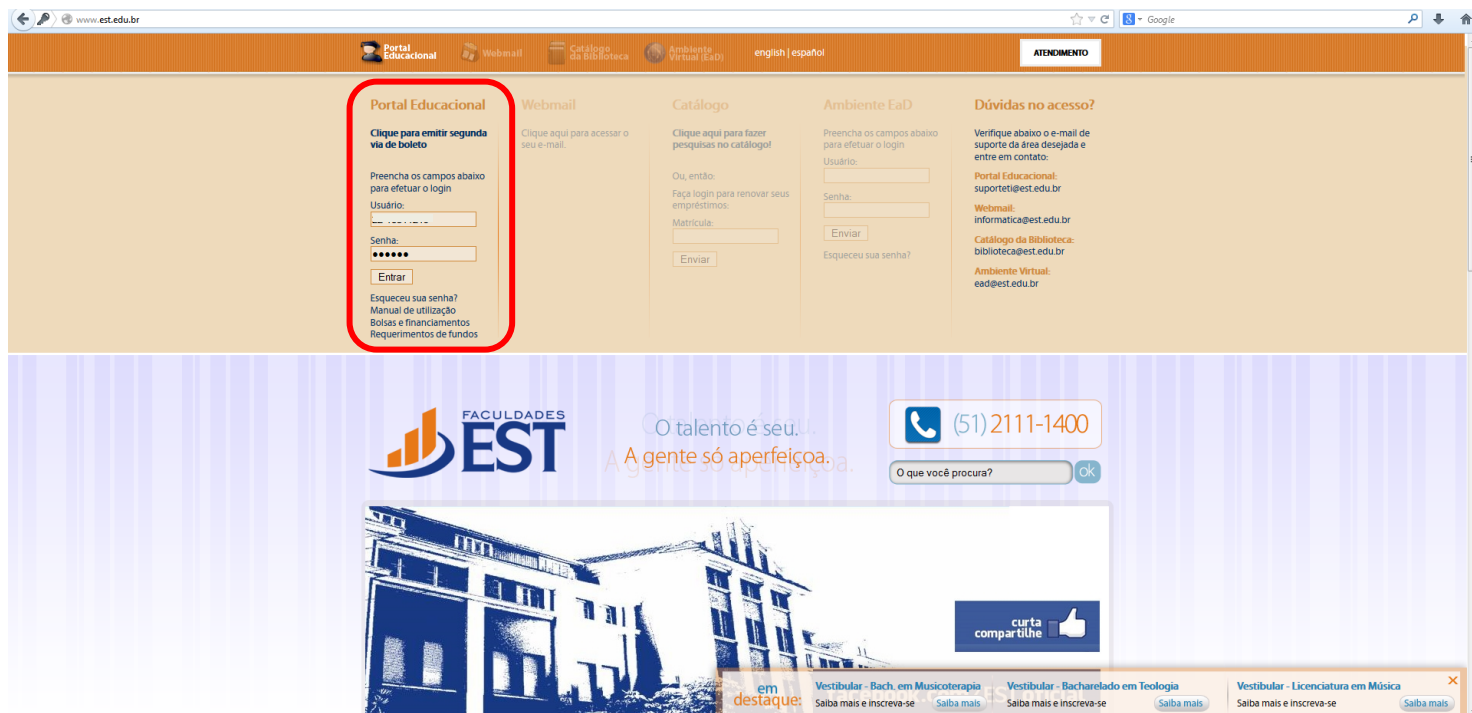 www.est.edu.br
Google
Portal Educacional
Webmail
Catálogo da Biblioteca
Ambiente Virtual (EaD)
english | español
ATENDIMENTO
Portal Educacional
Clique para emitir segunda
via de boleto
Preencha os campos abaixo
para efetuar o login
Usuário:
Senha:
Entrar
Esqueceu sua senha?
Manual de utilização
Bolsas e financiamentos
Requerimentos de fundos
Webmail
Clique aqui para acessar o
seu e-mail.
Catálogo
Clique aqui para fazer
pesquisas no catálogo!
Ou, então:
Faça login para renovar seus
empréstimos:
Matrícula:
Enviar
Ambiente EaD
Preencha os campos abaixo
para efetuar o login
Usuário:
Senha:
Enviar
Esqueceu sua senha?
Dúvidas no acesso?
Verifique abaixo o e-mail de
suporte da área desejada e
entre em contato:
Portal Educacional:
suporteti@est.edu.br
Webmail:
informatica@est.edu.br
Catálogo da Biblioteca:
biblioteca@est.edu.br
Ambiente Virtual:
ead@est.edu.br
FACULDADES
EST
O talento é seu.
A gente só aperfeiçoa.
(51) 2111-1400
O que você procura?
ok
curta
compartilhe
em
destaque:
Vestibular - Bach. em Musicoterapia
Saiba mais e inscreva-se
Saiba mais
Vestibular - Bacharelado em Teologia
Saiba mais e inscreva-se
Saiba mais
Vestibular - Licenciatura em Música
Saiba mais e inscreva-se
Saiba mais